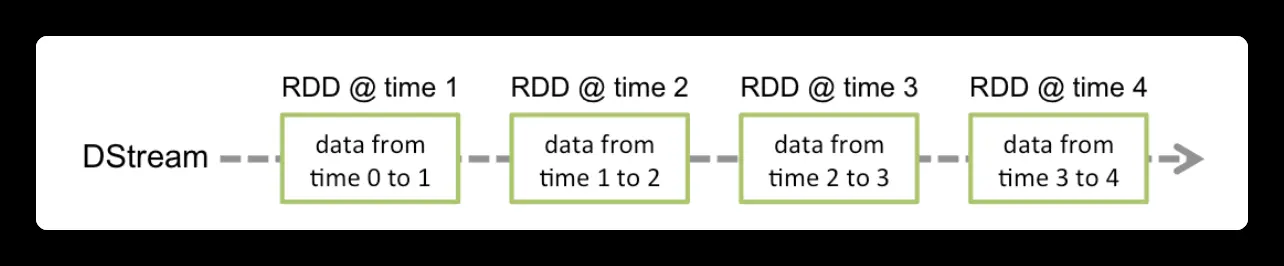 RDD @ time 1
RDD @ time 2
RDD @ time 3
RDD @ time 4
DStream
data from
time 0 to 1
data from
time 1 to 2
data from
time 2 to 3
data from
time 3 to 4